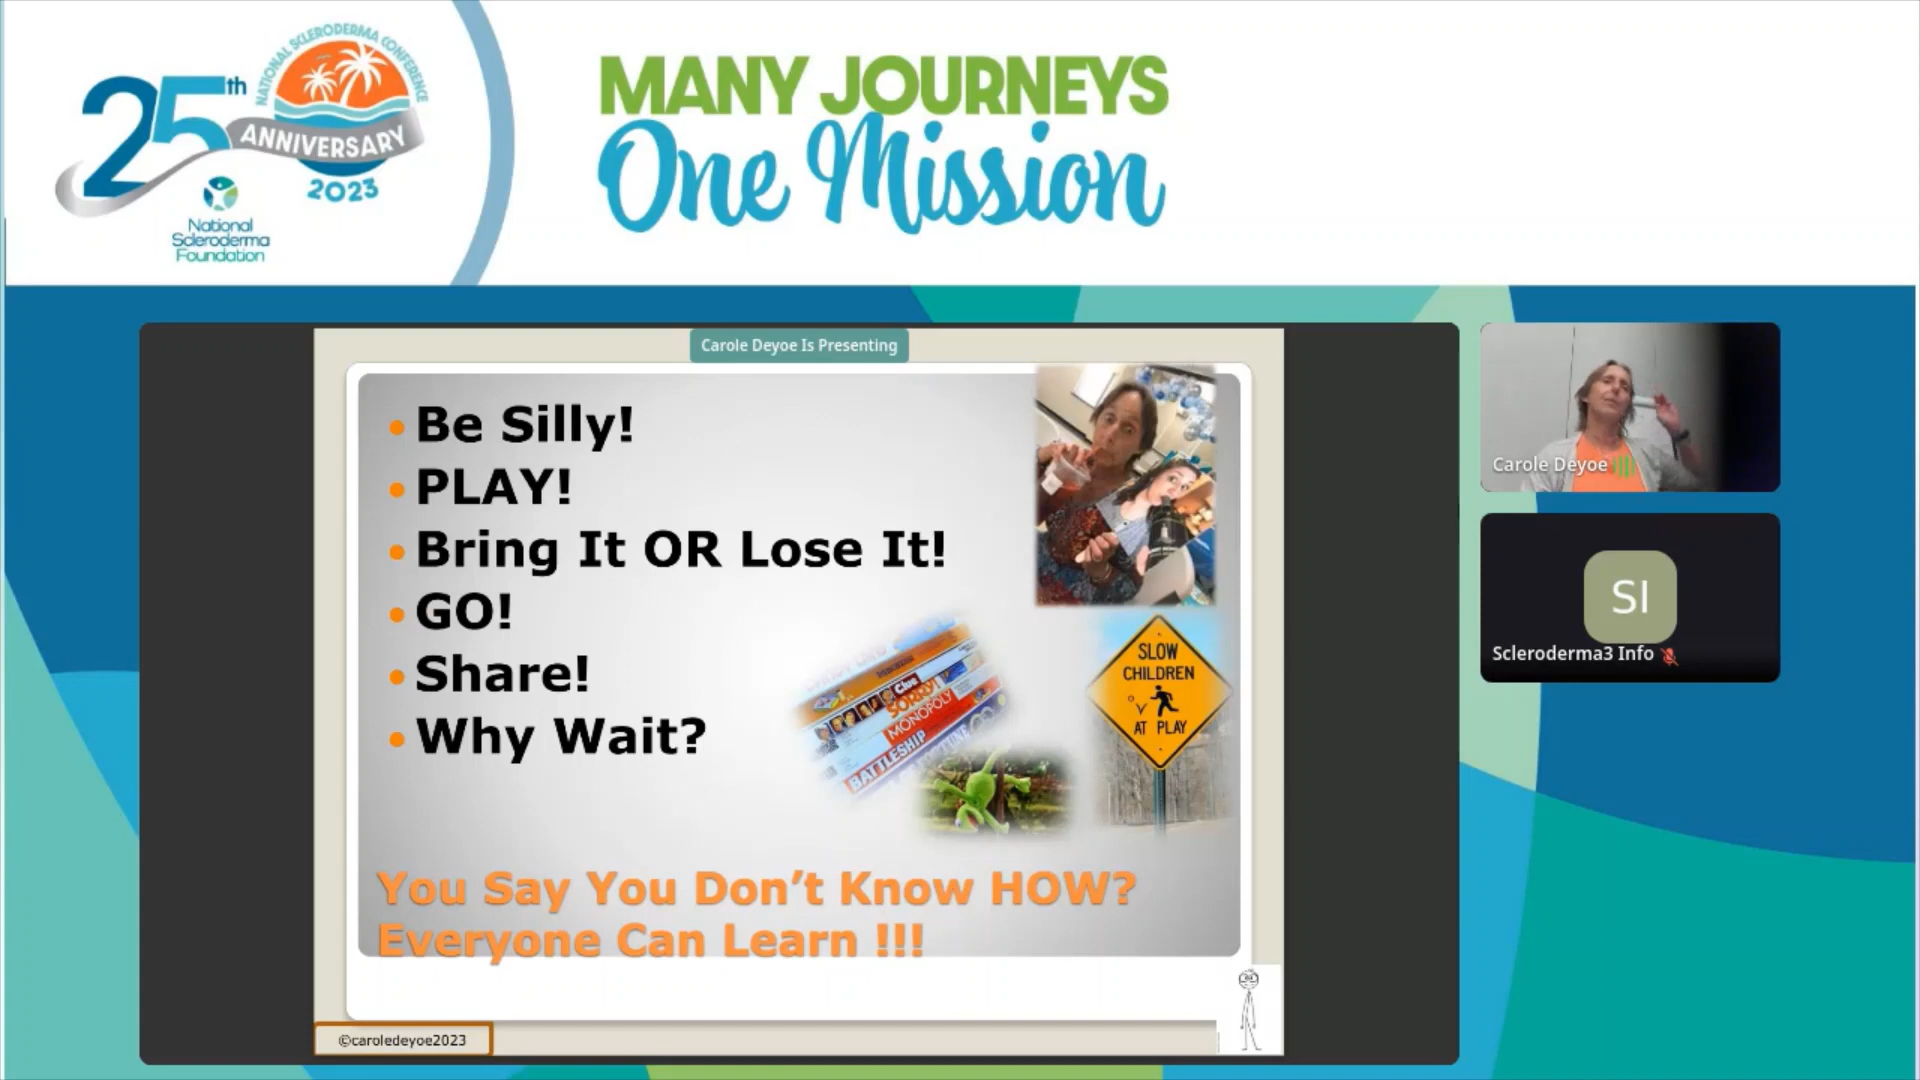 25th
NATIONAL SCLERODERMA CONFERENCE
ANNIVERSARY
2023
National
Scleroderma
Foundation
MANY JOURNEYS
One Mission
Carole Deyoe Is Presenting
• Be Silly!
• PLAY!
• Bring It OR Lose It!
• GO!
• Share!
• Why Wait?
Clue
SORRY
MONOPOLY
BATTLESHIP
SLOW
CHILDREN
AT PLAY
You Say You Don’t Know HOW?
Everyone Can Learn !!!
©caroledeyoe2023
Carole Deyoe
SI
Scleroderma3 Info